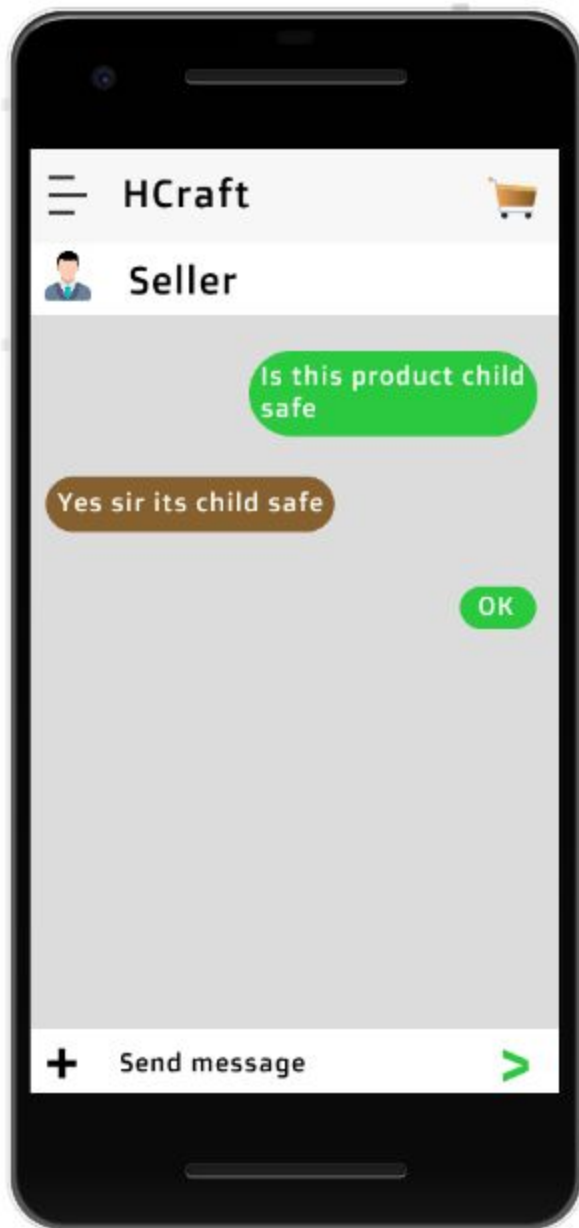 HCraft
Seller
Is this product child
safe
Yes sir its child safe
OK
+ Send message >